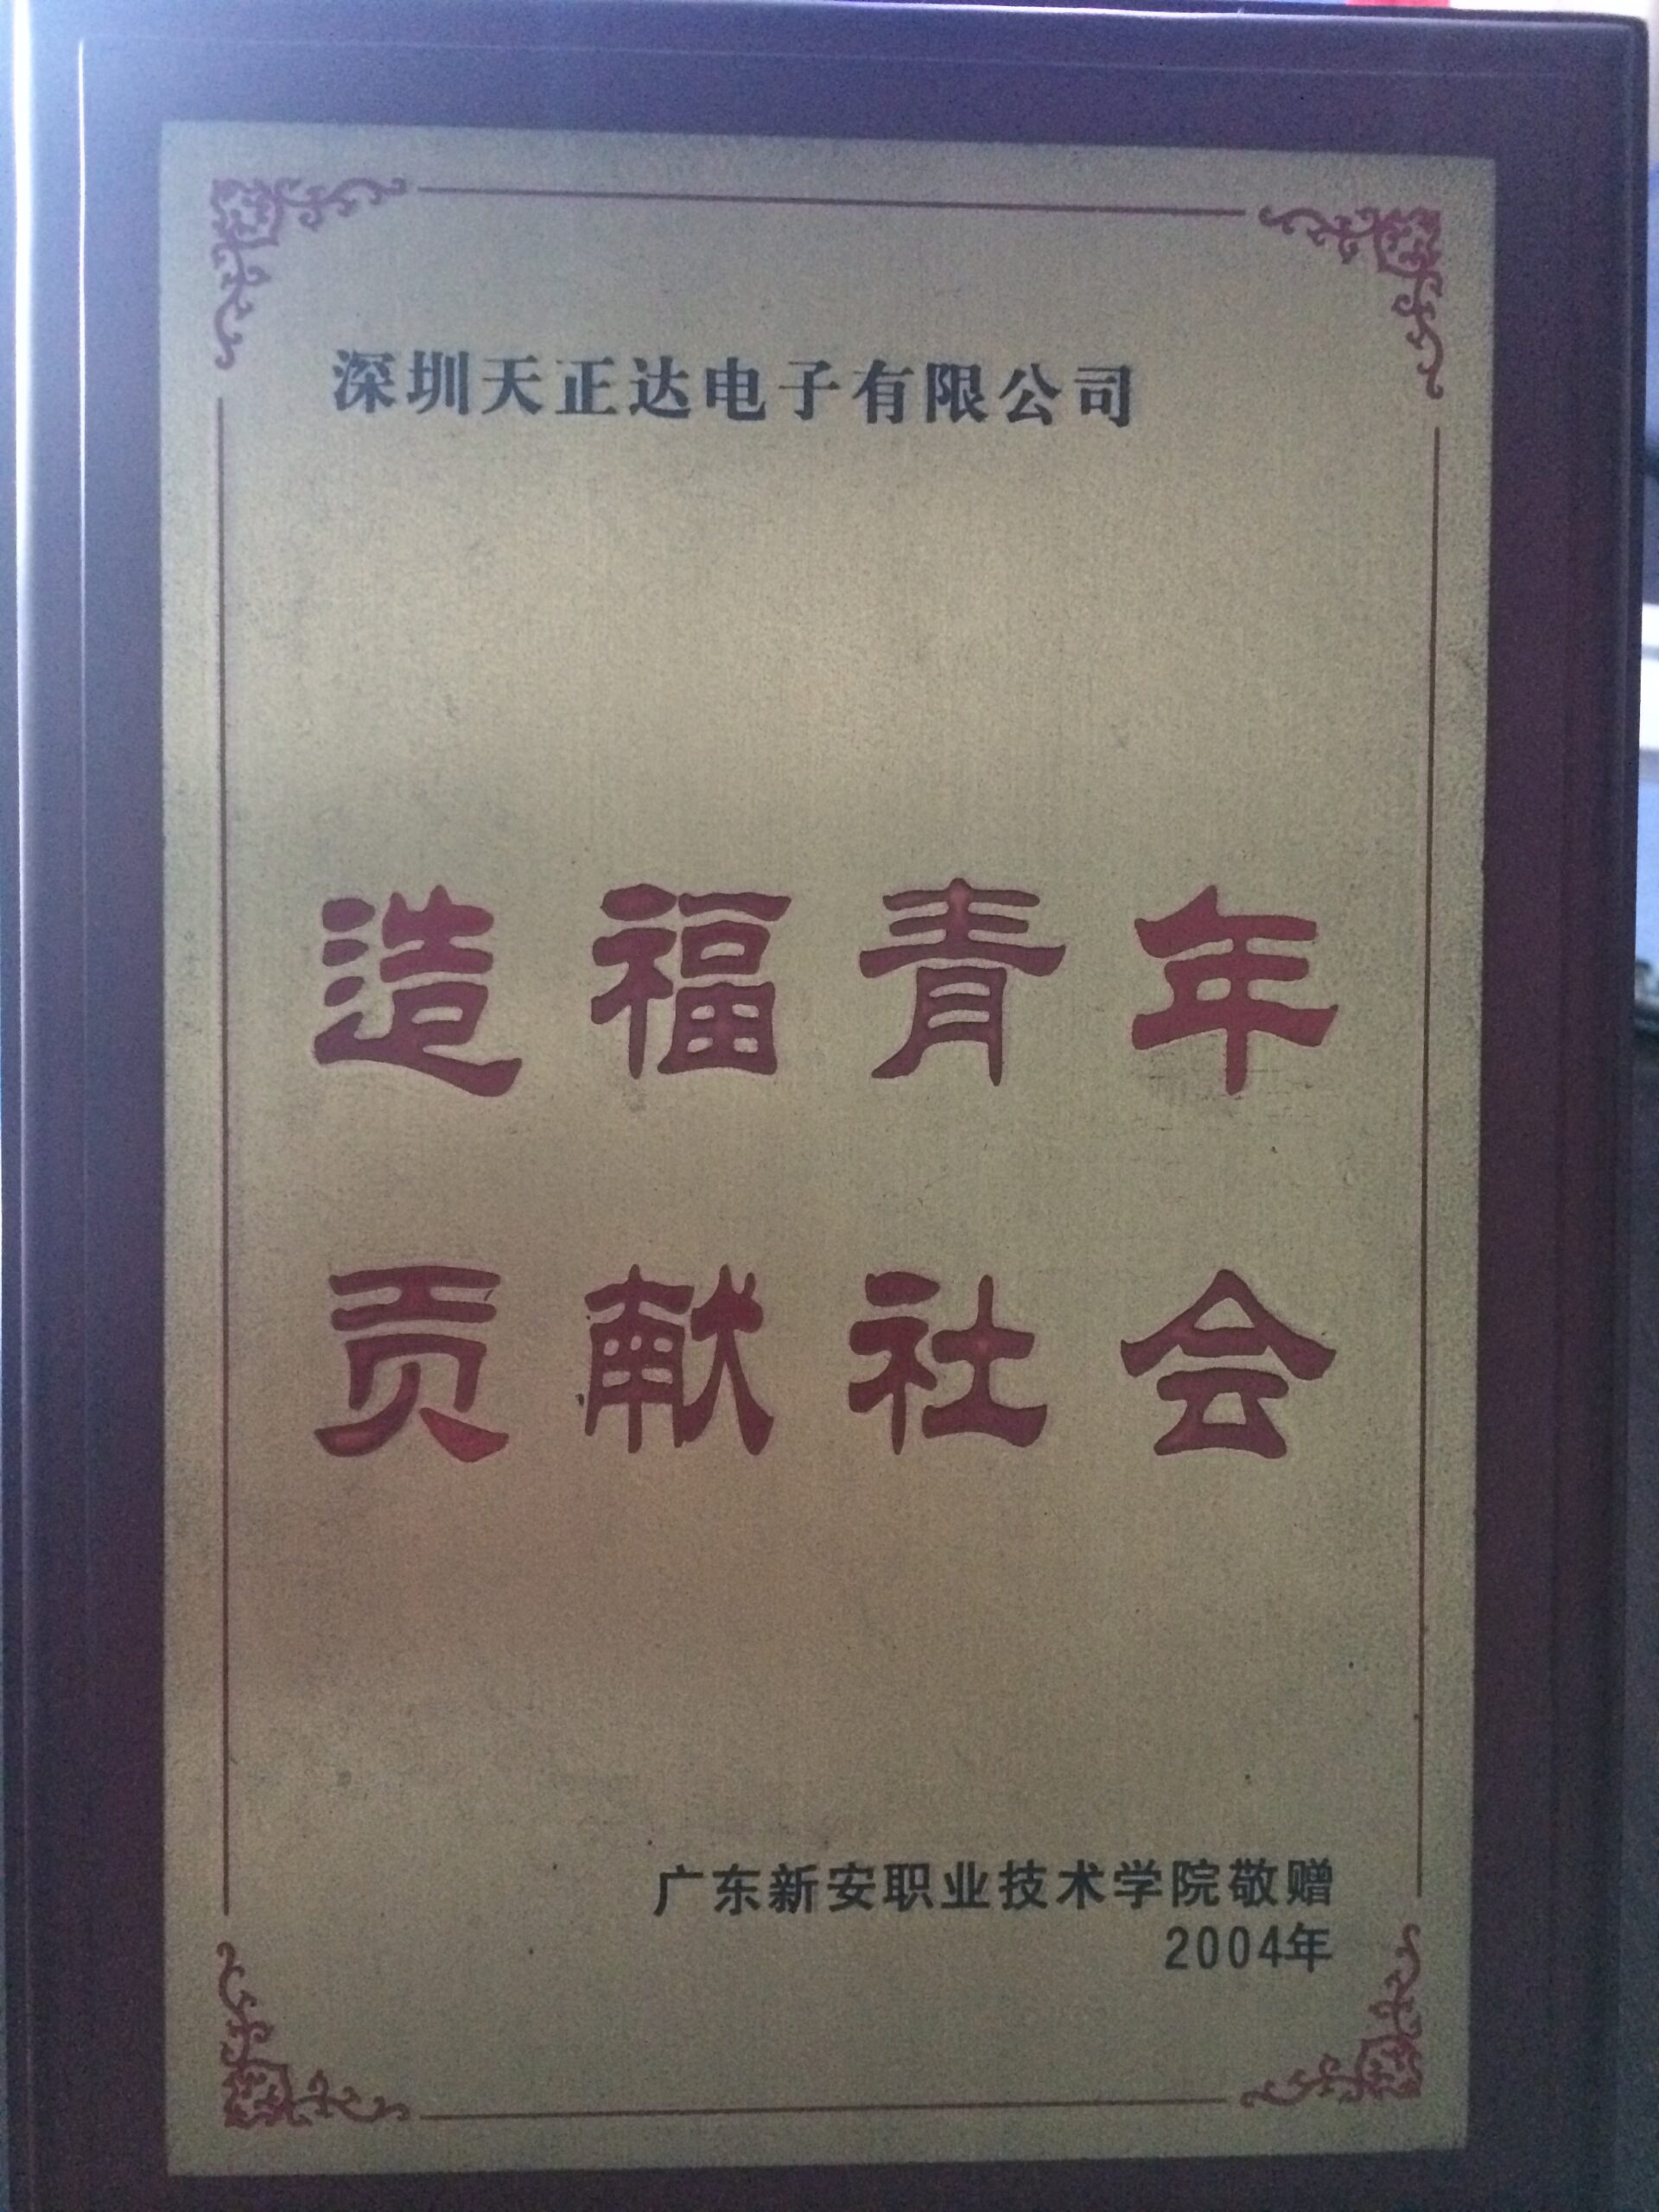 深圳天正达电子有限公司
造福青年
贡献社会
广东新安职业技术学院敬赠
2004年